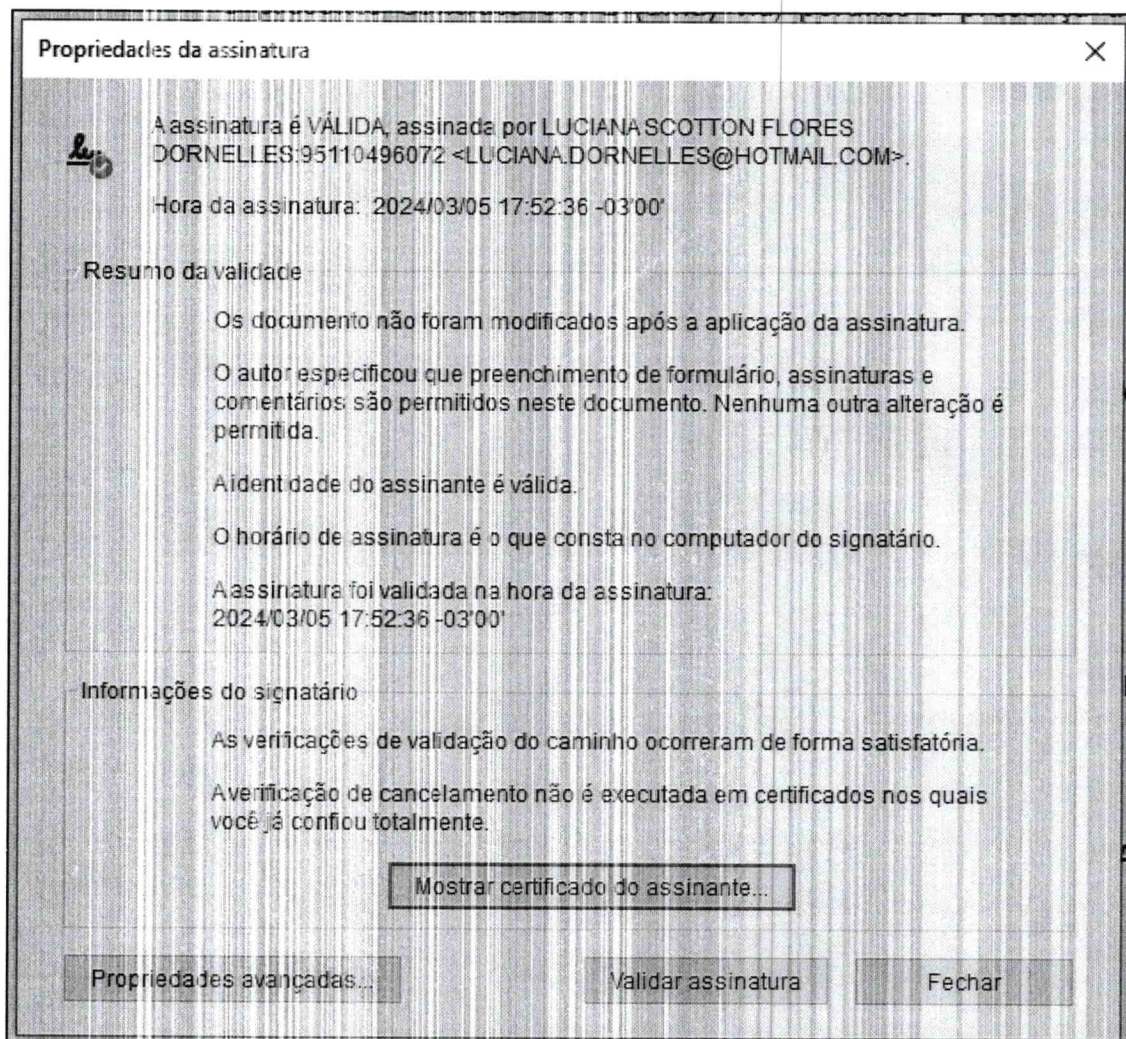 Propriedades da assinatura
A assinatura é VÁLIDA, assinada por LUCIANA SCOTTON FLORES
DORNELLES:95110496072 <LUCIANA.DORNELLES@HOTMAIL.COM>.
Hora da assinatura: 2024/03/05 17:52:36 -03'00'
Resumo da validade
Os documento não foram modificados após a aplicação da assinatura.
O autor especificou que preenchimento de formulário, assinaturas e
comentários são permitidos neste documento. Nenhuma outra alteração é
permitida.
A identidade do assinante é válida.
O horário de assinatura é o que consta no computador do signatário.
A assinatura foi validada na hora da assinatura:
2024/03/05 17:52:36 -03'00'
Informações do signatário
As verificações de validação do caminho ocorreram de forma satisfatória.
A verificação de cancelamento não é executada em certificados nos quais
você já confiou totalmente.
Mostrar certificado do assinante...
Propriedades avançadas...
Validar assinatura
Fechar